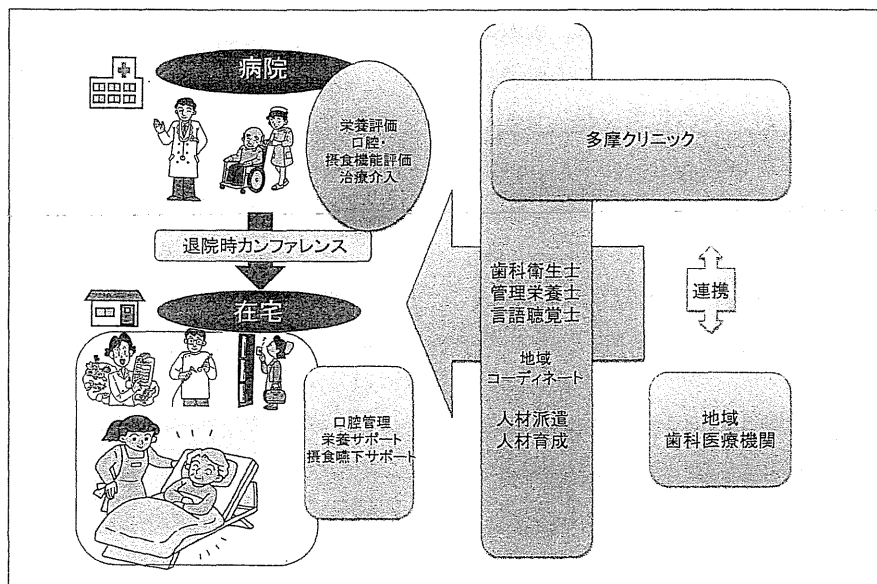 病院
栄養評価
口腔・
摂食機能評価
治療介入
退院時カンファレンス
在宅
口腔管理
栄養サポート
摂食嚥下サポート
多摩クリニック
歯科衛生士
管理栄養士
言語聴覚士
地域
コーディネート
人材派遣
人材育成
連携
地域
歯科医療機関